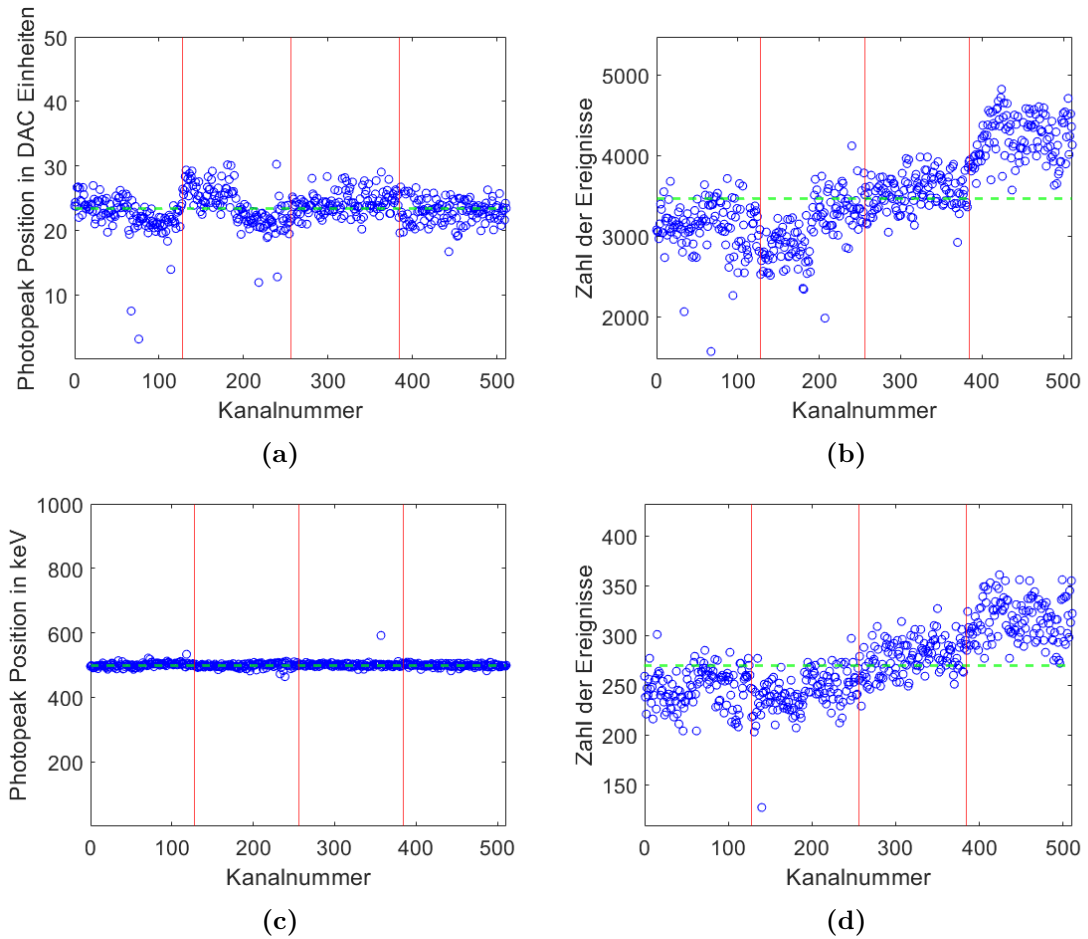 Photopeak Position in DAC Einheiten
50
40
30
20
10
0 100 200 300 400 500
Kanalnummer
(a)
Zahl der Ereignisse
5000
4000
3000
2000
0 100 200 300 400 500
Kanalnummer
(b)
Photopeak Position in keV
1000
800
600
400
200
0 100 200 300 400 500
Kanalnummer
(c)
Zahl der Ereignisse
400
350
300
250
200
150
0 100 200 300 400 500
Kanalnummer
(d)